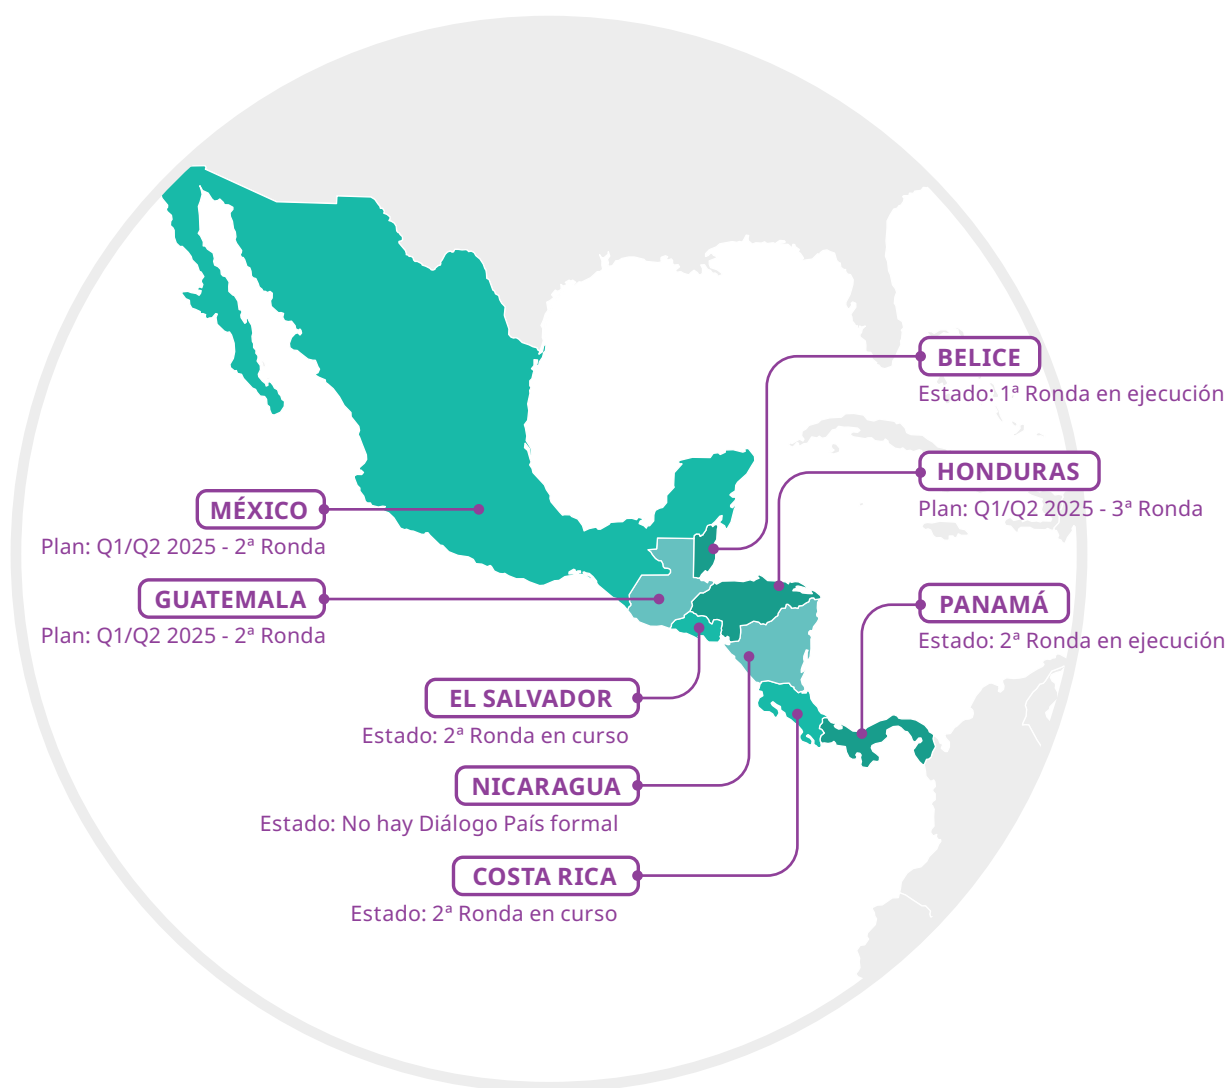 BELICE
Estado: 1ª Ronda en ejecución
HONDURAS
Plan: Q1/Q2 2025 - 3ª Ronda
MÉXICO
Plan: Q1/Q2 2025 - 2ª Ronda
GUATEMALA
Plan: Q1/Q2 2025 - 2ª Ronda
PANAMÁ
Estado: 2ª Ronda en ejecución
EL SALVADOR
Estado: 2ª Ronda en curso
NICARAGUA
Estado: No hay Diálogo País formal
COSTA RICA
Estado: 2ª Ronda en curso